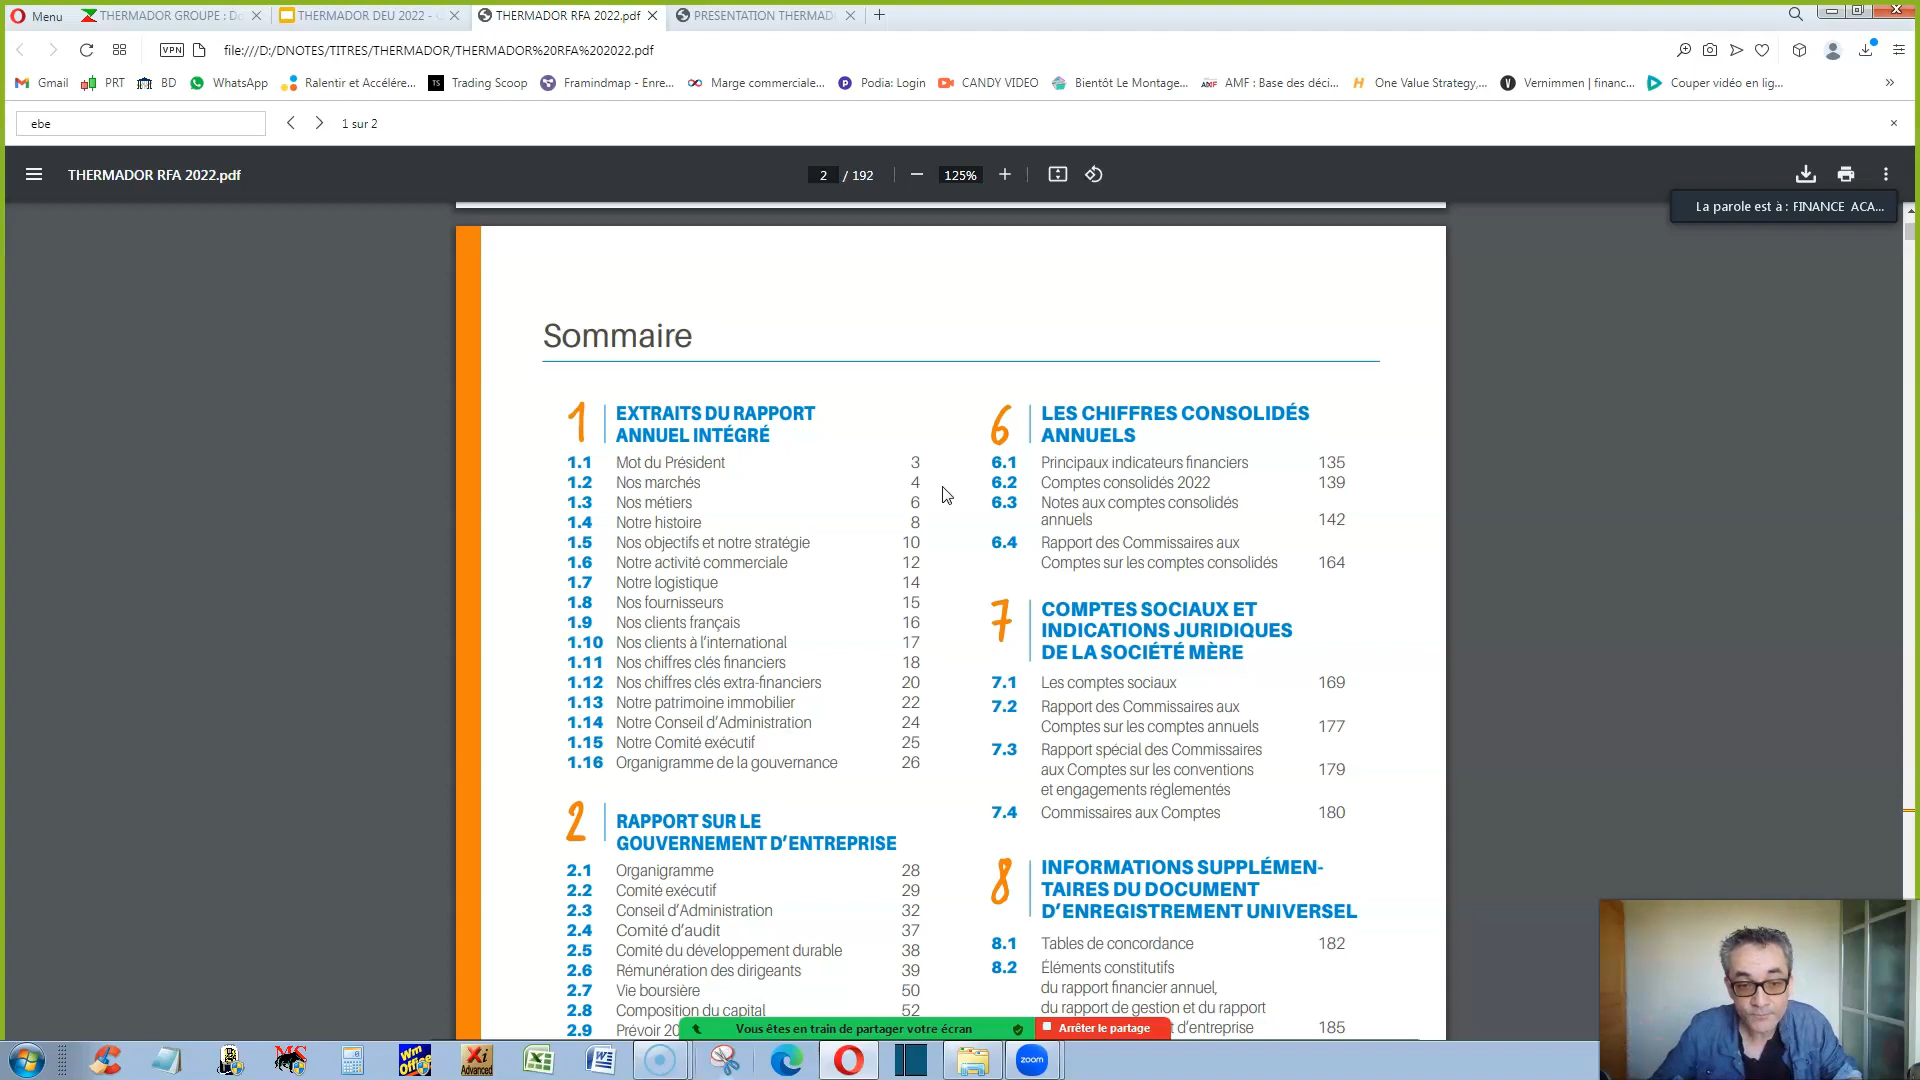 Menu
THERMADOR GROUPE : Do
THERMADOR DEU 2022 -
THERMADOR RFA 2022.pdf
PRESENTATION THERMAD
VPN
file:///D:/DNOTES/TITRES/THERMADOR/THERMADOR%20RFA%202022.pdf
Gmail
PRT
BD
WhatsApp
Ralentir et Accélére...
Trading Scoop
Framindmap - Enre...
Marge commerciale...
Podia: Login
CANDY VIDEO
Bientôt Le Montage...
AMF : Base des déci...
One Value Strategy,...
Vernimmen | financ...
Couper vidéo en lig...
ebe
1 sur 2
THERMADOR RFA 2022.pdf
2 / 192
125%
La parole est à : FINANCE ACA...
Sommaire
1
EXTRAITS DU RAPPORT
ANNUEL INTÉGRÉ
1.1 Mot du Président 3
1.2 Nos marchés 4
1.3 Nos métiers 6
1.4 Notre histoire 8
1.5 Nos objectifs et notre stratégie 10
1.6 Notre activité commerciale 12
1.7 Notre logistique 14
1.8 Nos fournisseurs 15
1.9 Nos clients français 16
1.10 Nos clients à l'international 17
1.11 Nos chiffres clés financiers 18
1.12 Nos chiffres clés extra-financiers 20
1.13 Notre patrimoine immobilier 22
1.14 Notre Conseil d'Administration 24
1.15 Notre Comité exécutif 25
1.16 Organigramme de la gouvernance 26
2
RAPPORT SUR LE
GOUVERNEMENT D'ENTREPRISE
2.1 Organigramme 28
2.2 Comité exécutif 29
2.3 Conseil d'Administration 32
2.4 Comité d'audit 37
2.5 Comité du développement durable 38
2.6 Rémunération des dirigeants 39
2.7 Vie boursière 50
2.8 Composition du capital 52
2.9 Prévoir 20
6
LES CHIFFRES CONSOLIDÉS
ANNUELS
6.1 Principaux indicateurs financiers 135
6.2 Comptes consolidés 2022 139
6.3 Notes aux comptes consolidés
annuels 142
6.4 Rapport des Commissaires aux
Comptes sur les comptes consolidés 164
7
COMPTES SOCIAUX ET
INDICATIONS JURIDIQUES
DE LA SOCIÉTÉ MÈRE
7.1 Les comptes sociaux 169
7.2 Rapport des Commissaires aux
Comptes sur les comptes annuels 177
7.3 Rapport spécial des Commissaires
aux Comptes sur les conventions 179
et engagements réglementés
7.4 Commissaires aux Comptes 180
8
INFORMATIONS SUPPLÉMEN-
TAIRES DU DOCUMENT
D'ENREGISTREMENT UNIVERSEL
8.1 Tables de concordance 182
8.2 Éléments constitutifs
du rapport financier annuel,
du rapport de gestion et du rapport
d'entreprise 185
Vous êtes en train de partager votre écran
Arrêter le partage
Wm
Office
Xi
Advanced
zoom